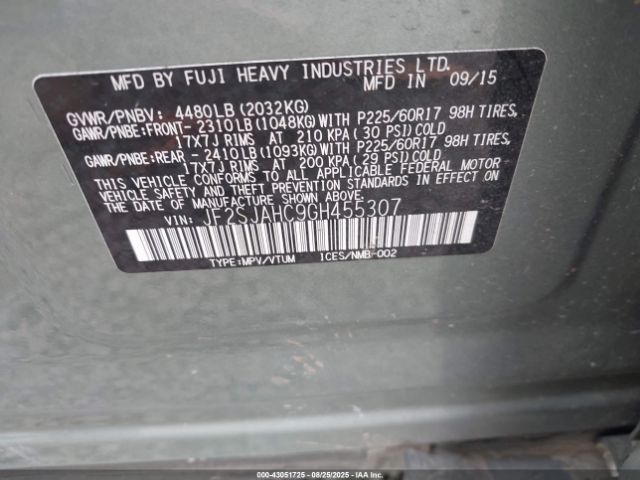 MFD BY FUJI HEAVY INDUSTRIES LTD.
MFD IN 09/15
GVWR/PNBV: 4480LB (2032KG)
GAWR/PNBE:FRONT- 2310LB (1048KG)WITH P225/60R17 98H TIRES,
17X7J RIMS AT 210 KPA( 30 PSI)COLD
GAWR/PNBE:REAR - 2410LB (1093KG)WITH P225/60R17 98H TIRES,
17X7J RIMS AT 200 KPA( 29 PSI)COLD
THIS VEHICLE CONFORMS TO ALL APPLICABLE FEDERAL MOTOR
VEHICLE SAFETY AND THEFT PREVENTION STANDARDS IN EFFECT
ON THE DATE OF MANUFACTURE SHOWN ABOVE.
VIN: JF2SJAHC9GH455307
TYPE:MPV/VTUM ICES/NMB-002
000-43051725 - 08/25/2025 - IAAI.COM